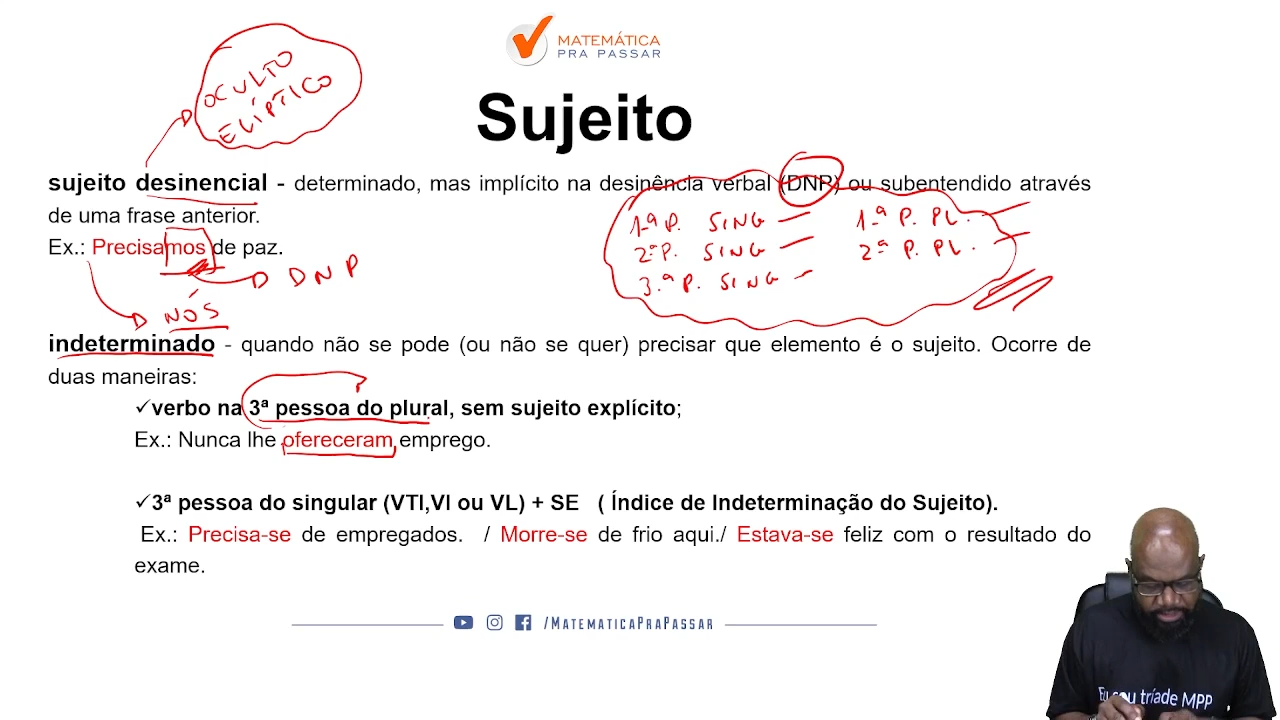 MATEMÁTICA
PRA PASSAR
OCULTO
ELÍPTICO
Sujeito
sujeito desinencial - determinado, mas implícito na desinência verbal (DNP) ou subentendido através
de uma frase anterior.
Ex.: Precisamos de paz.
1ª P. SING
2ª P. SING
3.ª P. SING
1ª P. PL.
2ª P. PL.
DNP
NÓS
indeterminado - quando não se pode (ou não se quer) precisar que elemento é o sujeito. Ocorre de
duas maneiras:
✓verbo na 3ª pessoa do plural, sem sujeito explícito;
Ex.: Nunca lhe ofereceram emprego.
✓3ª pessoa do singular (VTI,VI ou VL) + SE ( Índice de Indeterminação do Sujeito).
Ex.: Precisa-se de empregados. / Morre-se de frio aqui./ Estava-se feliz com o resultado do
exame.
/MATEMATICAPRAPASSAR
Eu sou tríade MPP